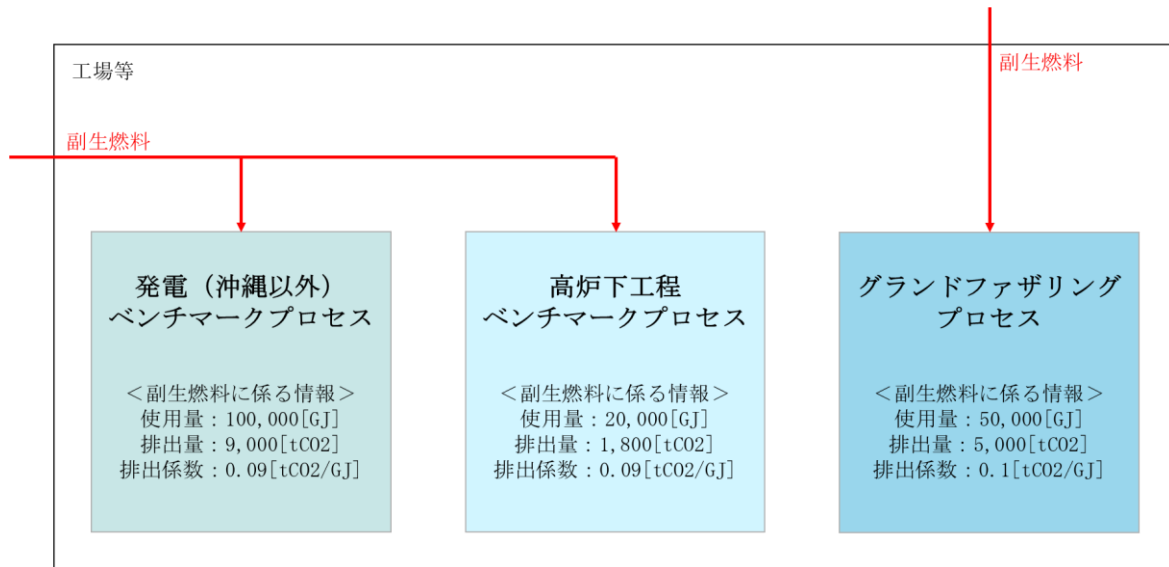 副生燃料
工場等
副生燃料
発電（沖縄以外）
ベンチマークプロセス
＜副生燃料に係る情報＞
使用量：100,000[GJ]
排出量：9,000[tCO2]
排出係数：0.09[tCO2/GJ]
高炉下工程
ベンチマークプロセス
＜副生燃料に係る情報＞
使用量：20,000[GJ]
排出量：1,800[tCO2]
排出係数：0.09[tCO2/GJ]
グランドファザリング
プロセス
＜副生燃料に係る情報＞
使用量：50,000[GJ]
排出量：5,000[tCO2]
排出係数：0.1[tCO2/GJ]